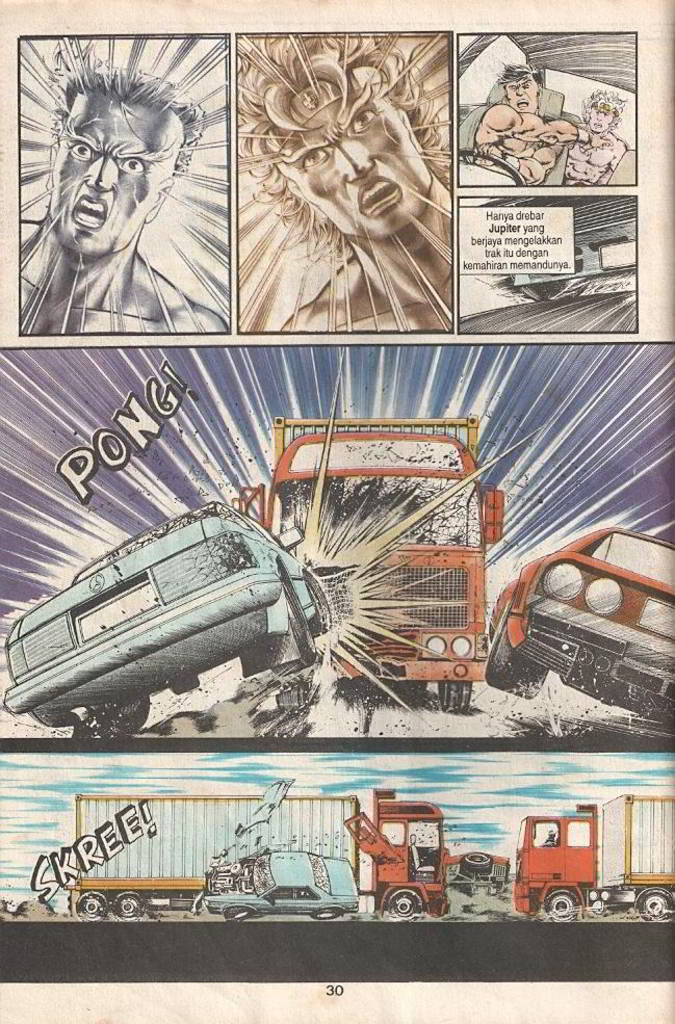 Hanya drebar
Jupiter yang
berjaya mengelakkan
trak itu dengan
kemahiran memandunya.
PONG!
SKREE!
30